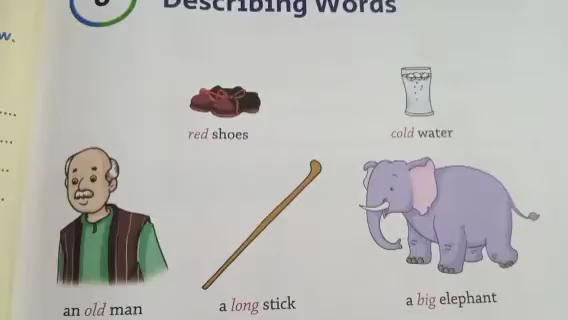 Describing Words
red shoes
cold water
an old man
a long stick
a big elephant